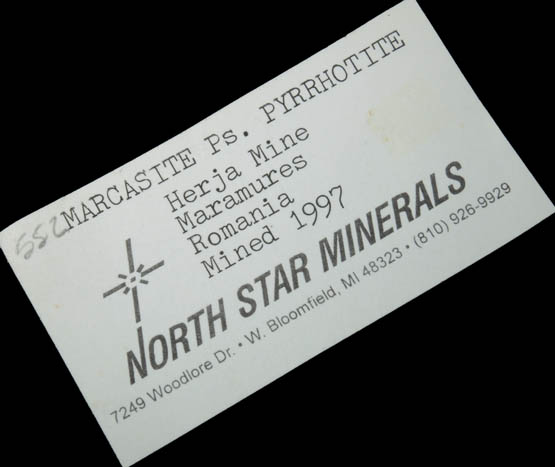 552 MARCASITE Ps. PYRRHOTITE
Herja Mine
Maramures
Romania
Mined 1997
NORTH STAR MINERALS
7249 Woodlore Dr. • W. Bloomfield, MI 48323 • (810) 926-9929